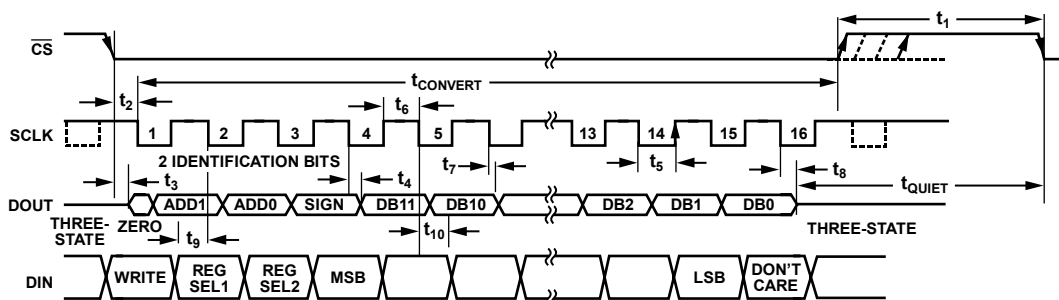 t1
CS
tCONVERT
t2
t6
SCLK
1 2 3 4 5 13 14 15 16
2 IDENTIFICATION BITS
t7
t5
t8
t3
t4
tQUIET
DOUT
ADD1 ADD0 SIGN DB11 DB10 DB2 DB1 DB0
THREE-
STATE
ZERO
THREE-STATE
t9
t10
DIN
WRITE
REG
SEL1
REG
SEL2
MSB
LSB
DON'T
CARE